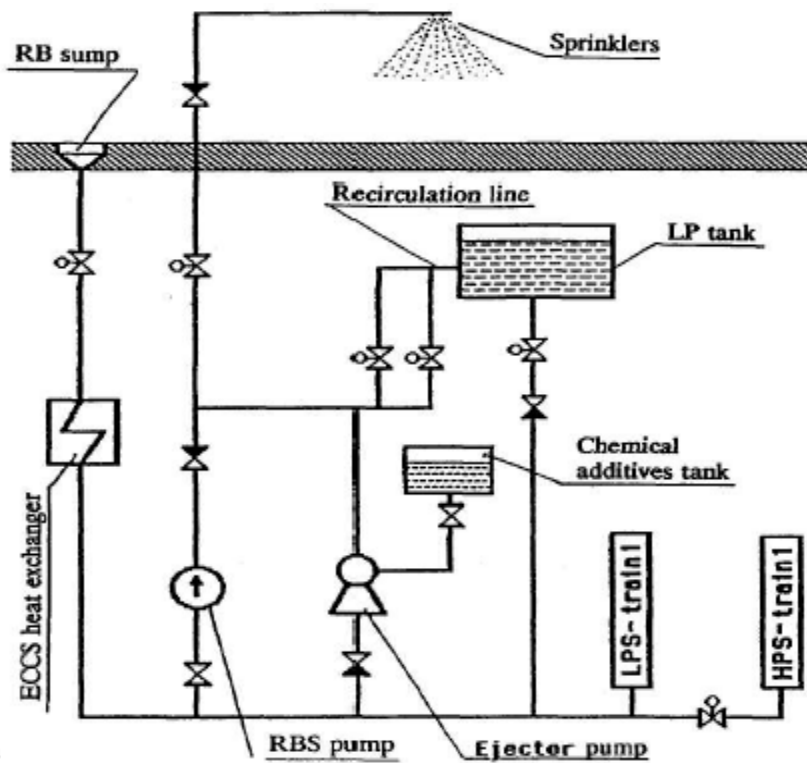 Sprinklers
RB sump
Recirculation line
LP tank
Chemical
additives tank
ECCS heat exchanger
LPS-train1
HPS-train1
RBS pump
Ejector pump